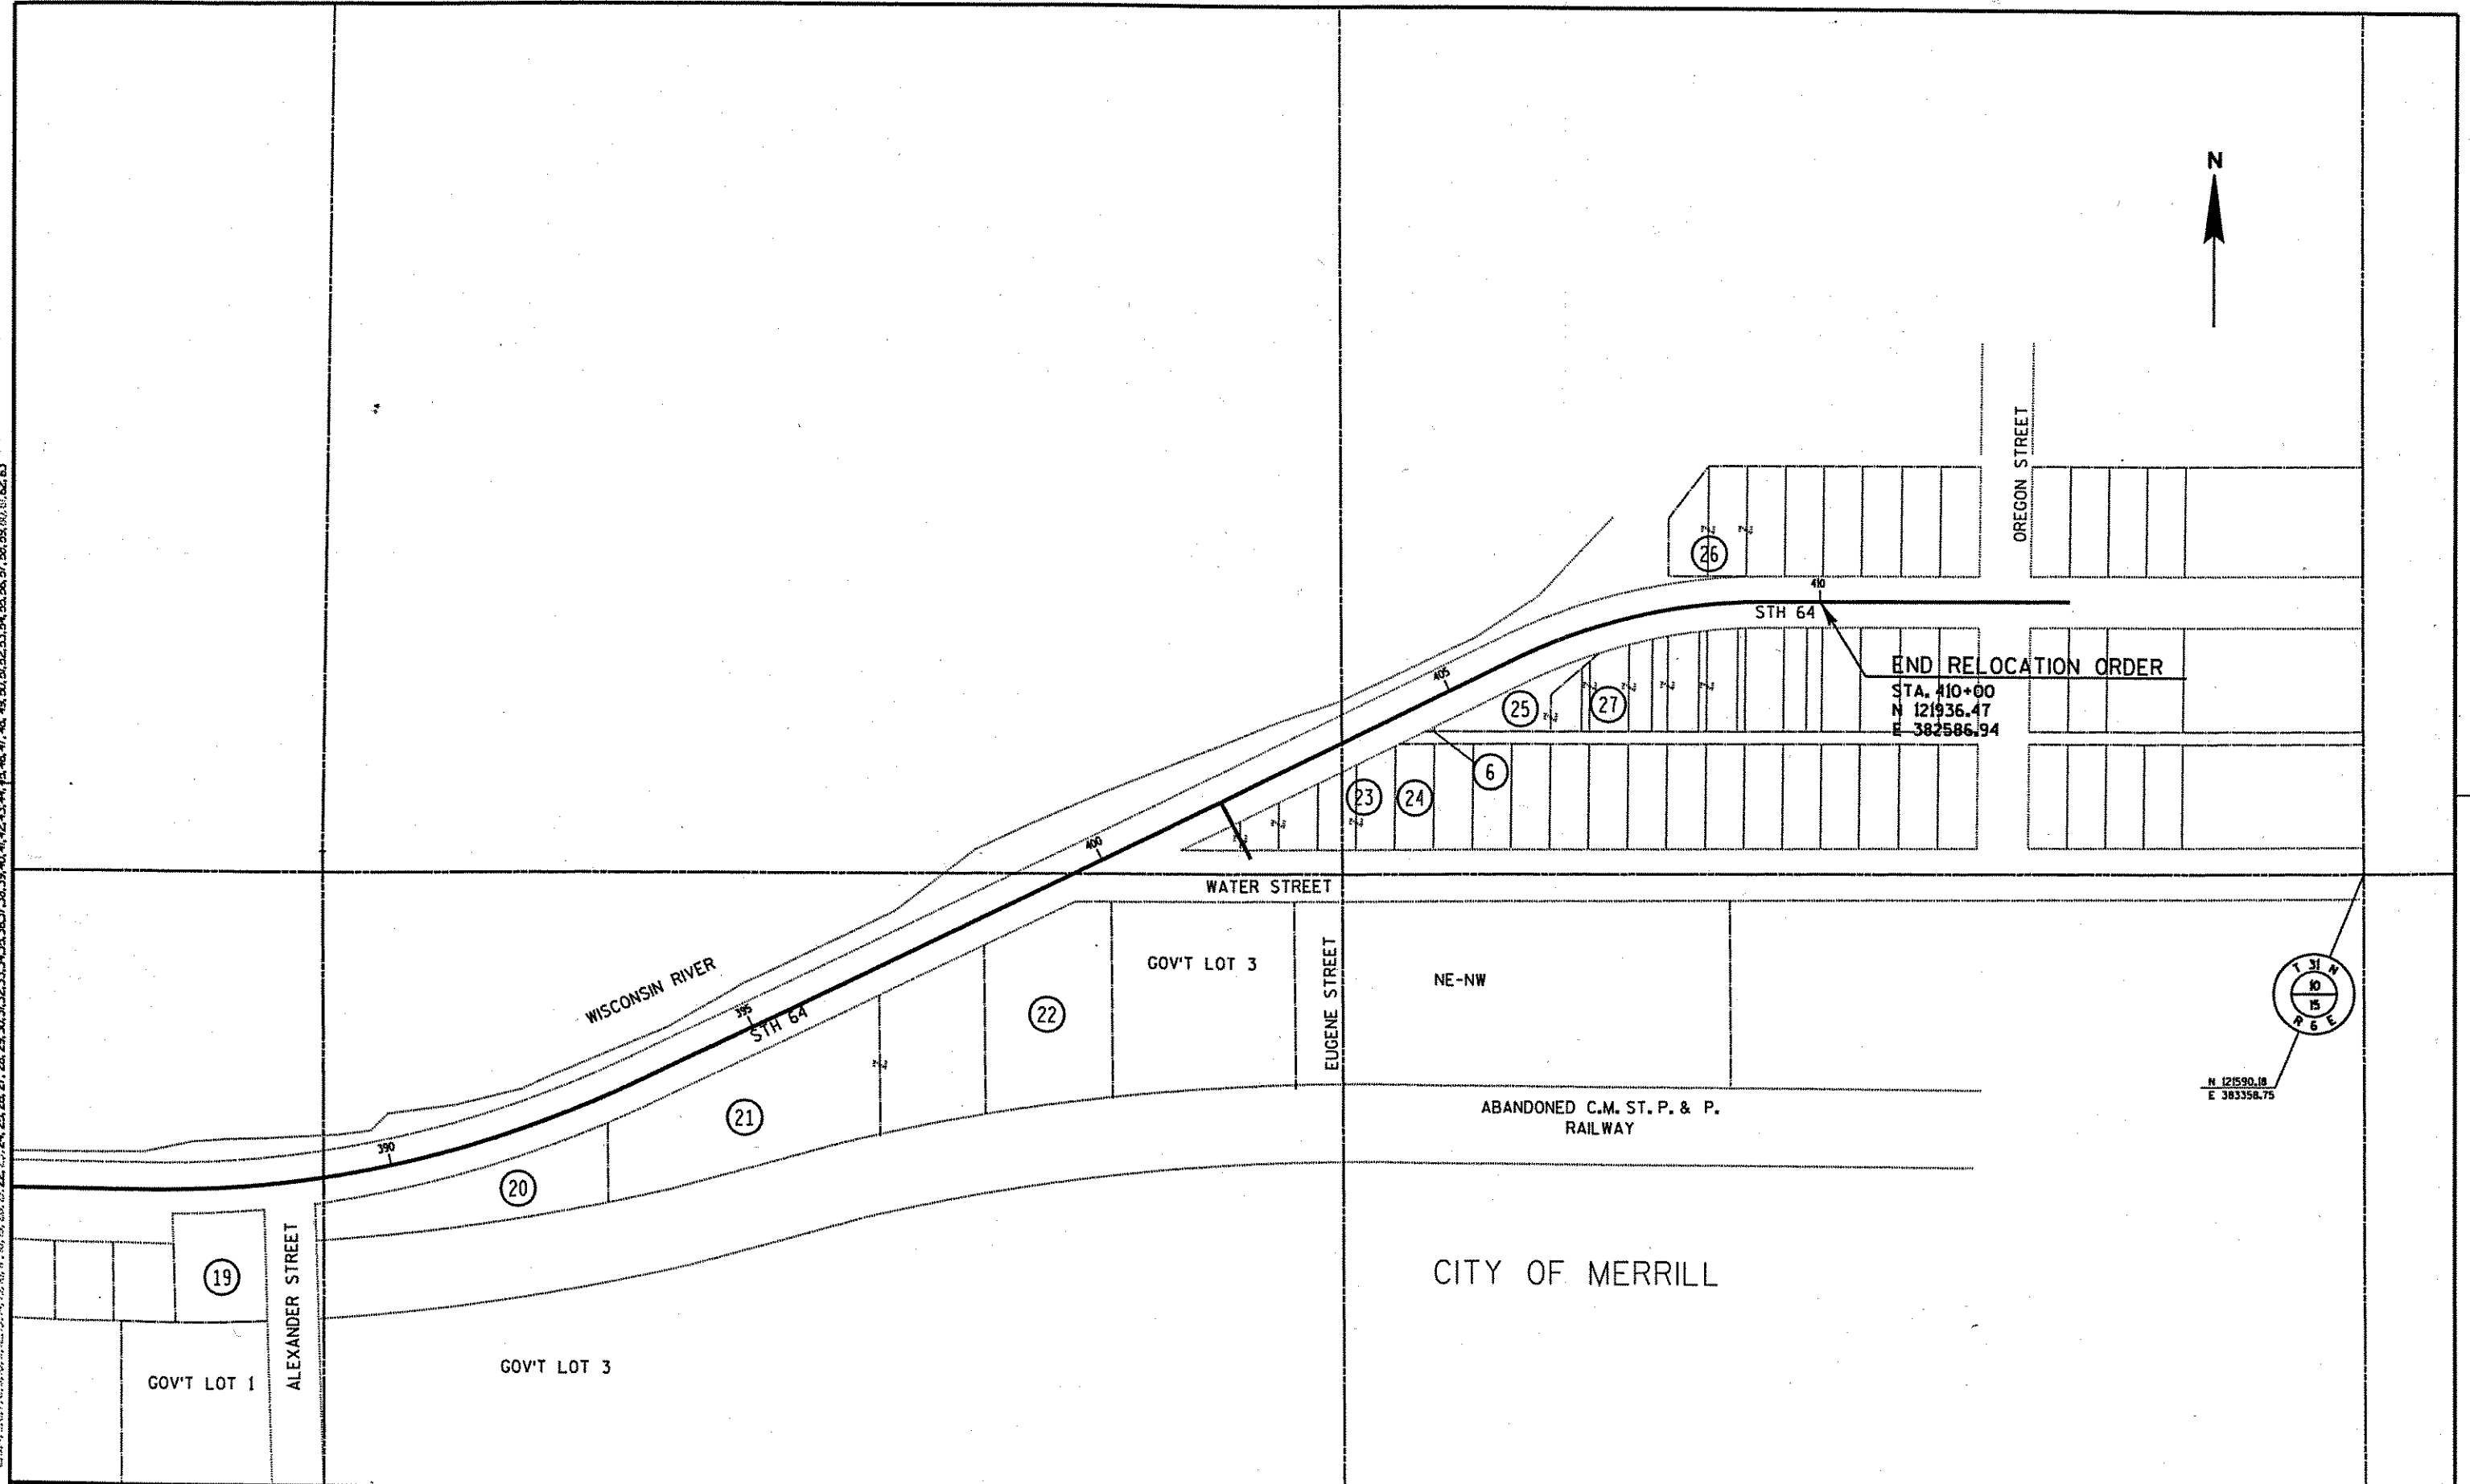 N
OREGON STREET
26
410
STH 64
END RELOCATION ORDER
STA. 410+00
N 121936.47
E 382586.94
405
25
27
6
23
24
400
WATER STREET
WISCONSIN RIVER
GOV'T LOT 3
EUGENE STREET
NE-NW
T 31 N
10
15
R 6 E
395
STH 64
22
N 121590.18
E 383358.75
21
ABANDONED C.M. ST. P. & P.
RAILWAY
390
20
19
ALEXANDER STREET
CITY OF MERRILL
GOV'T LOT 3
GOV'T LOT 1